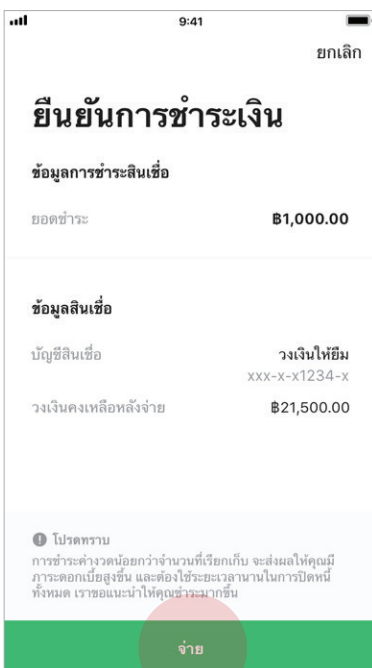 9:41
ยกเลิก
ยืนยันการชำระเงิน
ข้อมูลการชำระสินเชื่อ
ยอดชำระ ฿1,000.00
ข้อมูลสินเชื่อ
บัญชีสินเชื่อ วงเงินให้ยืม
xxx-x-x1234-x
วงเงินคงเหลือหลังจ่าย ฿21,500.00
โปรดทราบ
การชำระค่างวดน้อยกว่าจำนวนที่เรียกเก็บ จะส่งผลให้คุณมี
ภาระดอกเบี้ยสูงขึ้น และต้องใช้ระยะเวลานานในการปิดหนี้
ทั้งหมด เราขอแนะนำให้คุณชำระมากขึ้น
จ่าย